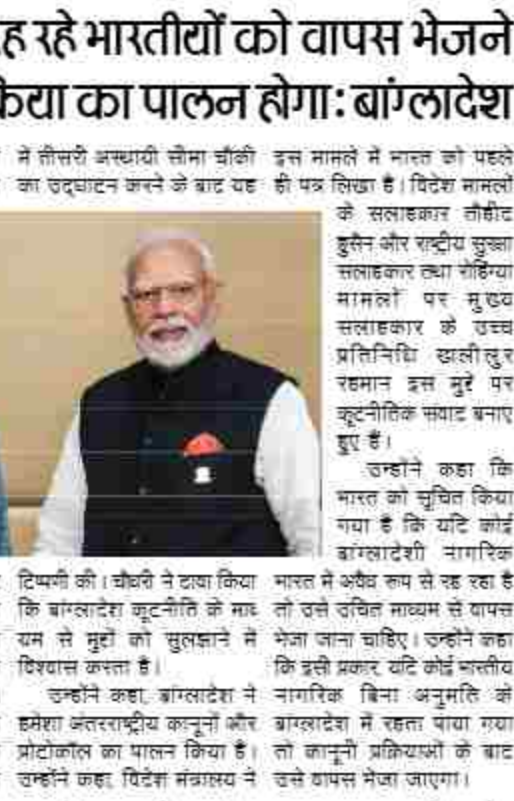 रह रहे भारतीयों को वापस भेजने
का पालन होगा: बांग्लादेश
में तीसरी अस्थायी सीमा चौकी
का उद्घाटन करने के बाद यह
टिप्पणी की। चौधरी ने दावा किया
कि बांग्लादेश कूटनीति के माध
यम से मुद्दों को सुलझाने में
विश्वास करता है।
उन्होंने कहा, बांग्लादेश ने
हमेशा अंतरराष्ट्रीय कानूनों और
प्रोटोकॉल का पालन किया है।
उन्होंने कहा, विदेश मंत्रालय ने
इस मामले में भारत को पहले
ही पत्र लिखा है। विदेश मामलों
के सलाहकार तौहीद
हुसैन और राष्ट्रीय सुरक्षा
सलाहकार तथा रोहिंग्या
मामलों पर मुख्य
सलाहकार के उच्च
प्रतिनिधि खलीलुर
रहमान इस मुद्दे पर
कूटनीतिक संवाद बनाए
हुए हैं।
उन्होंने कहा कि
भारत को सूचित किया
गया है कि यदि कोई
बांग्लादेशी नागरिक
भारत में अवैध रूप से रह रहा है
तो उसे उचित माध्यम से वापस
भेजा जाना चाहिए। उन्होंने कहा
कि इसी प्रकार, यदि कोई भारतीय
नागरिक बिना अनुमति के
बांग्लादेश में रहता पाया गया
तो कानूनी प्रक्रियाओं के बाद
उसे वापस भेजा जाएगा।